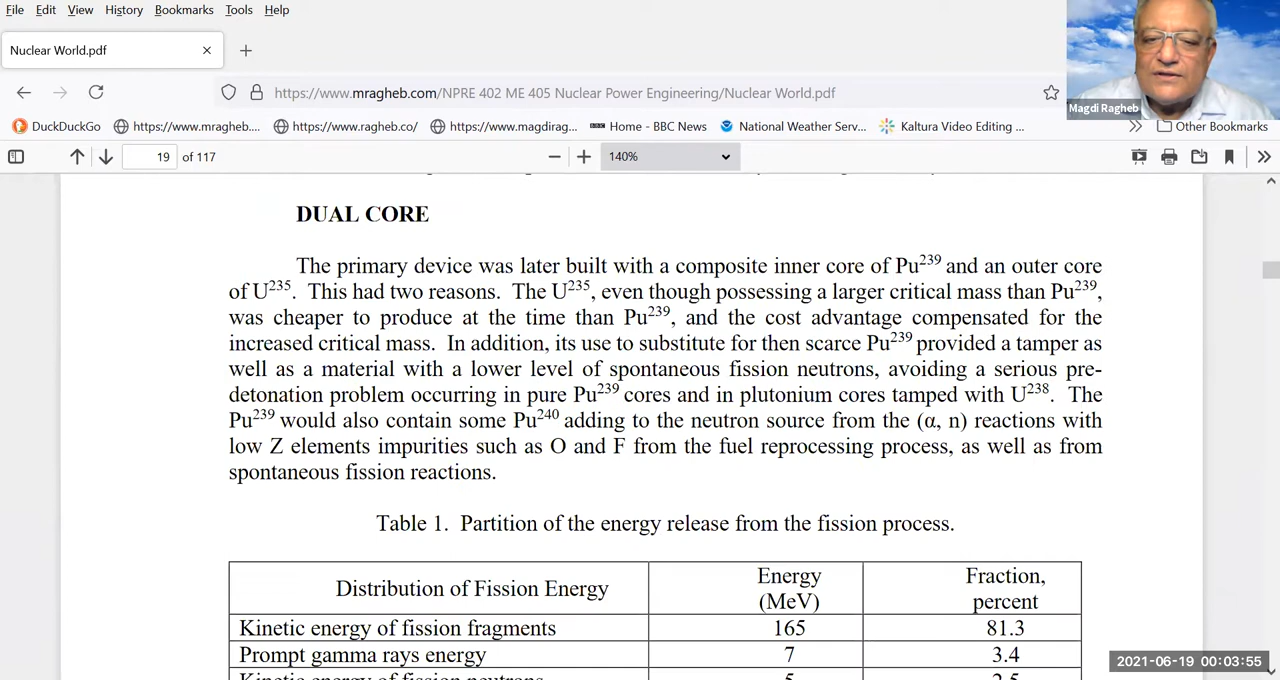 File Edit View History Bookmarks Tools Help
Nuclear World.pdf
https://www.mragheb.com/NPRE 402 ME 405 Nuclear Power Engineering/Nuclear World.pdf
Magdi Ragheb
DuckDuckGo https://www.mragheb.... https://www.ragheb.co/ https://www.magdirag... Home - BBC News National Weather Serv... Kaltura Video Editing ... Other Bookmarks
19 of 117 140%
DUAL CORE
The primary device was later built with a composite inner core of Pu239 and an outer core
of U235. This had two reasons. The U235, even though possessing a larger critical mass than Pu239,
was cheaper to produce at the time than Pu239, and the cost advantage compensated for the
increased critical mass. In addition, its use to substitute for then scarce Pu239 provided a tamper as
well as a material with a lower level of spontaneous fission neutrons, avoiding a serious pre-
detonation problem occurring in pure Pu239 cores and in plutonium cores tamped with U238. The
Pu239 would also contain some Pu240 adding to the neutron source from the (α, n) reactions with
low Z elements impurities such as O and F from the fuel reprocessing process, as well as from
spontaneous fission reactions.
Table 1. Partition of the energy release from the fission process.
Distribution of Fission Energy Energy (MeV) Fraction, percent
Kinetic energy of fission fragments 165 81.3
Prompt gamma rays energy 7 3.4
Kinetic energy of fission neutrons 5 2.5
2021-06-19 00:03:55